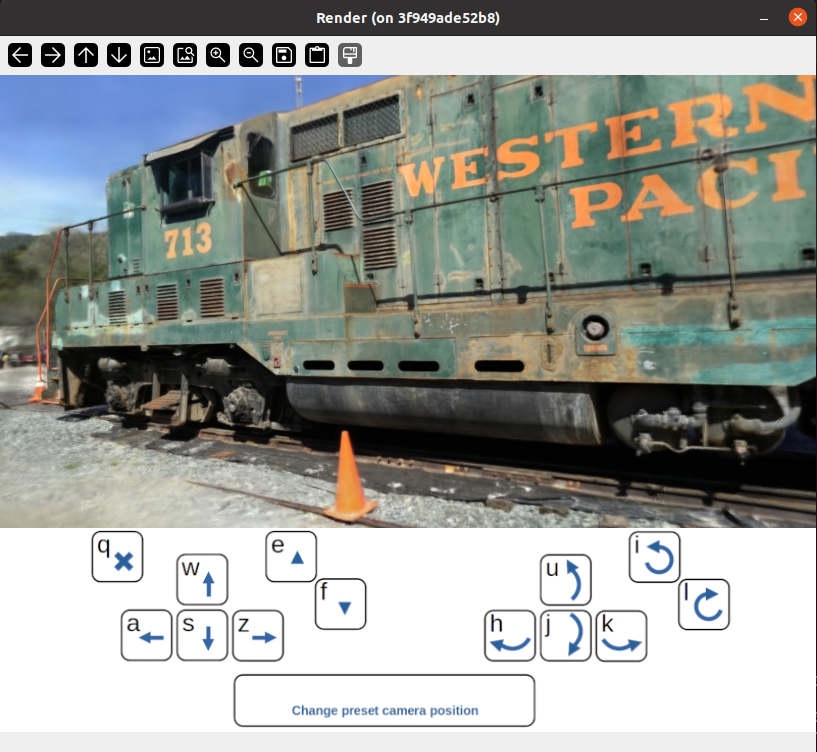 Render (on 3f949ade52b8)
WESTERN
PACI
713
q
e
w
f
a
s
z
i
u
l
h
j
k
Change preset camera position